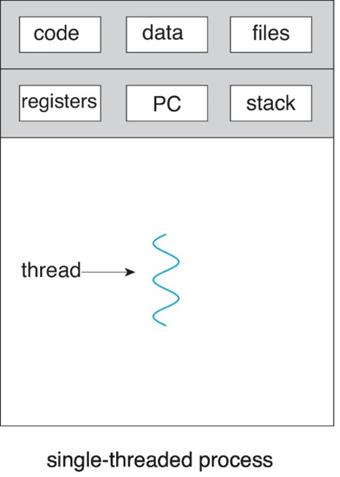 code data files
registers PC stack
thread
single-threaded process